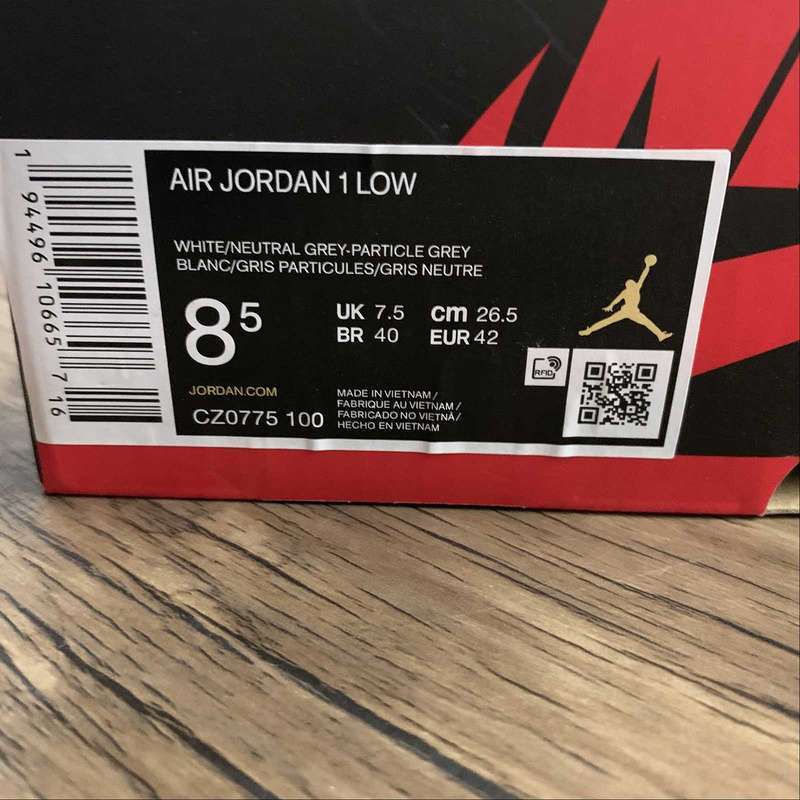 AIR JORDAN 1 LOW
WHITE/NEUTRAL GREY-PARTICLE GREY
BLANC/GRIS PARTICULES/GRIS NEUTRE
8 5
UK 7.5 cm 26.5
BR 40 EUR 42
RFID
JORDAN.COM
CZ0775 100
MADE IN VIETNAM /
FABRIQUE AU VIETNAM /
FABRICADO NO VIETNÃ /
HECHO EN VIETNAM
1 94496 10665 7 16